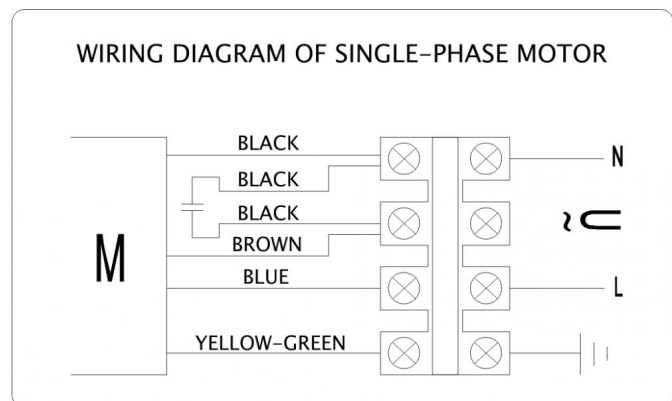 WIRING DIAGRAM OF SINGLE-PHASE MOTOR
BLACK
N
BLACK
BLACK
U~
M
BROWN
BLUE
L
YELLOW-GREEN